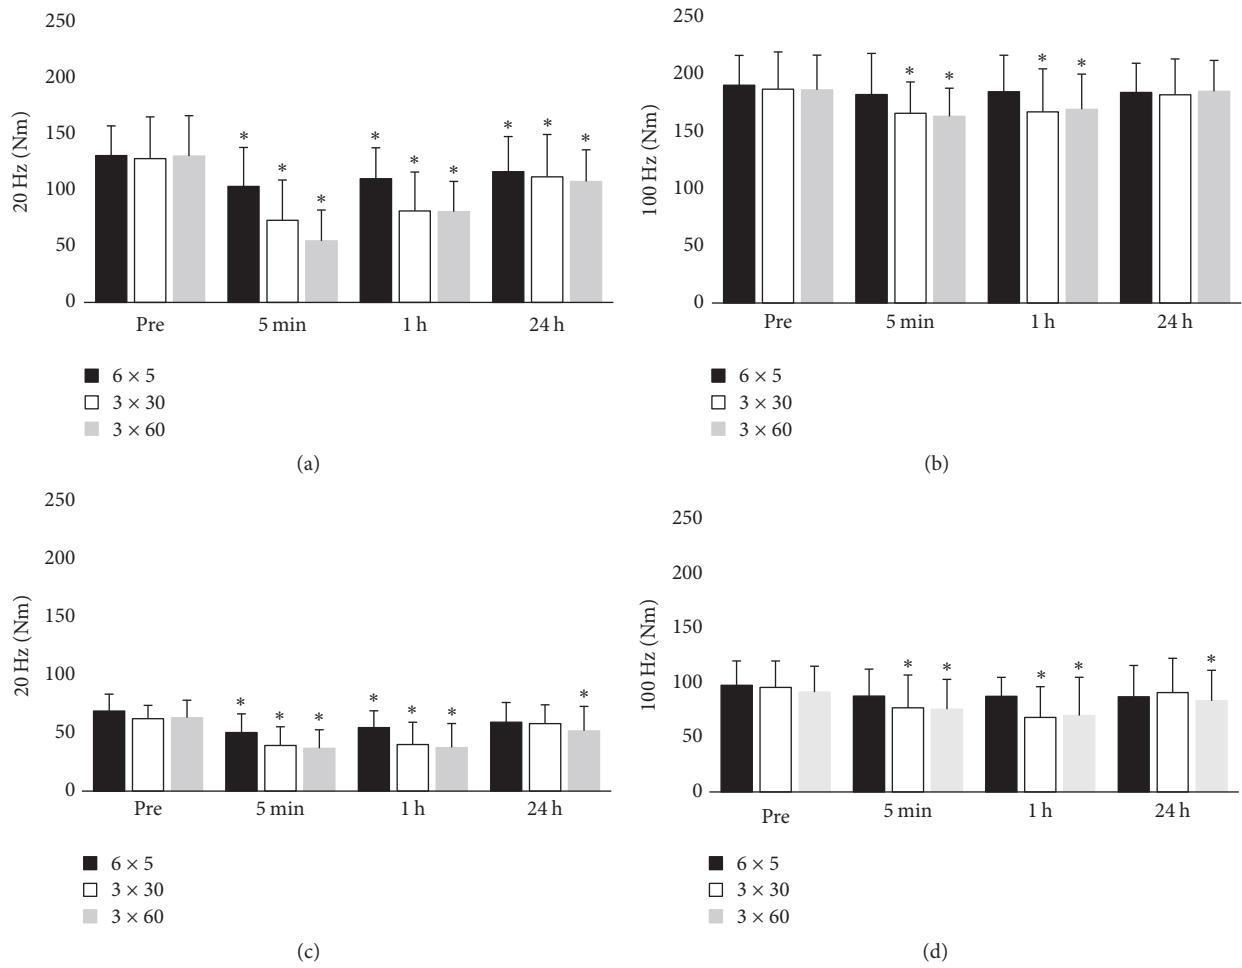 250
200
150
100
50
0
20 Hz (Nm)
* * * * * * * * *
Pre 5 min 1 h 24 h
6 × 5
3 × 30
3 × 60
(a)
250
200
150
100
50
0
100 Hz (Nm)
* * * *
Pre 5 min 1 h 24 h
6 × 5
3 × 30
3 × 60
(b)
250
200
150
100
50
0
20 Hz (Nm)
* * * * * * *
Pre 5 min 1 h 24 h
6 × 5
3 × 30
3 × 60
(c)
250
200
150
100
50
0
100 Hz (Nm)
* * * * *
Pre 5 min 1 h 24 h
6 × 5
3 × 30
3 × 60
(d)